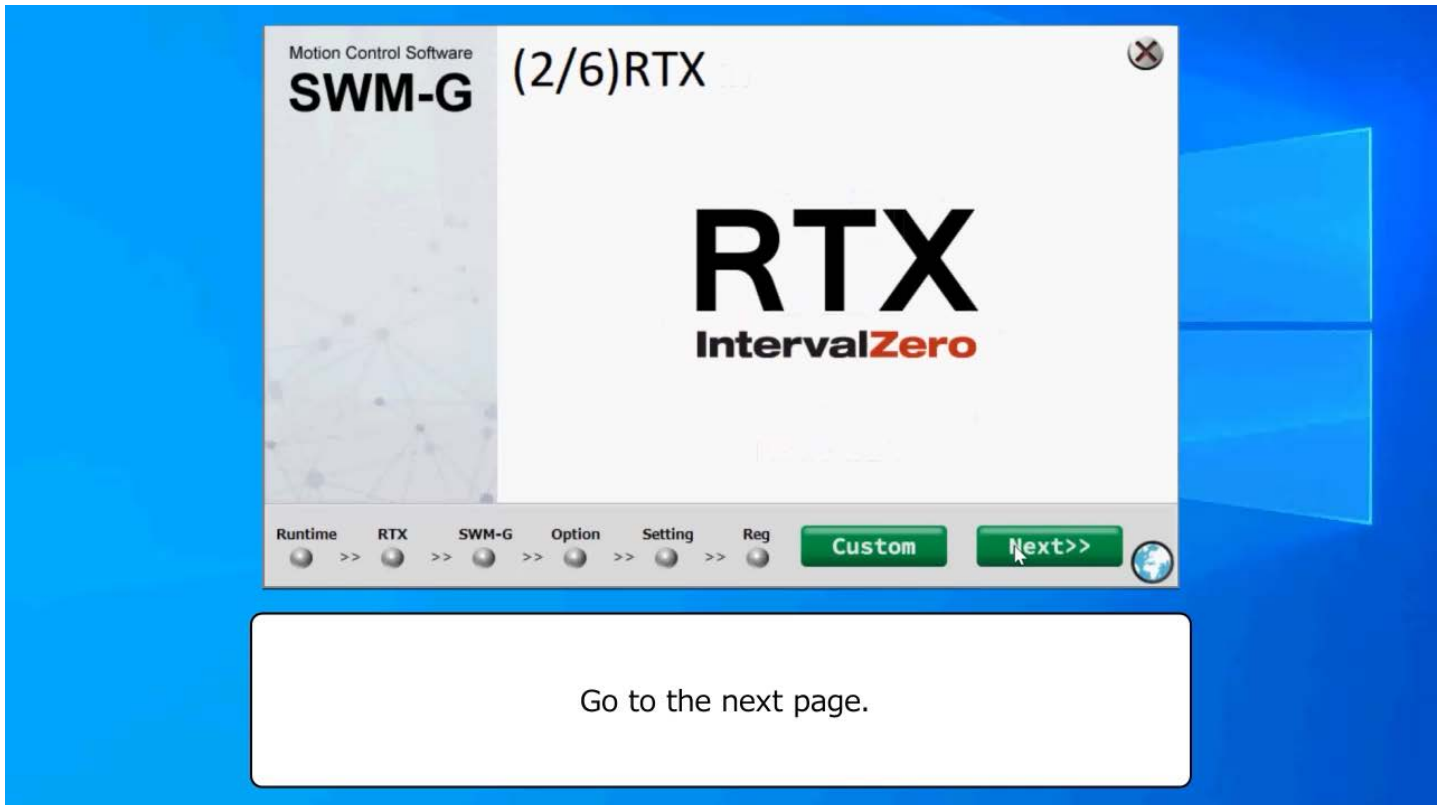 Motion Control Software
SWM-G
(2/6)RTX
RTX
IntervalZero
Runtime >> RTX >> SWM-G >> Option >> Setting >> Reg
Custom
Next>>
Go to the next page.